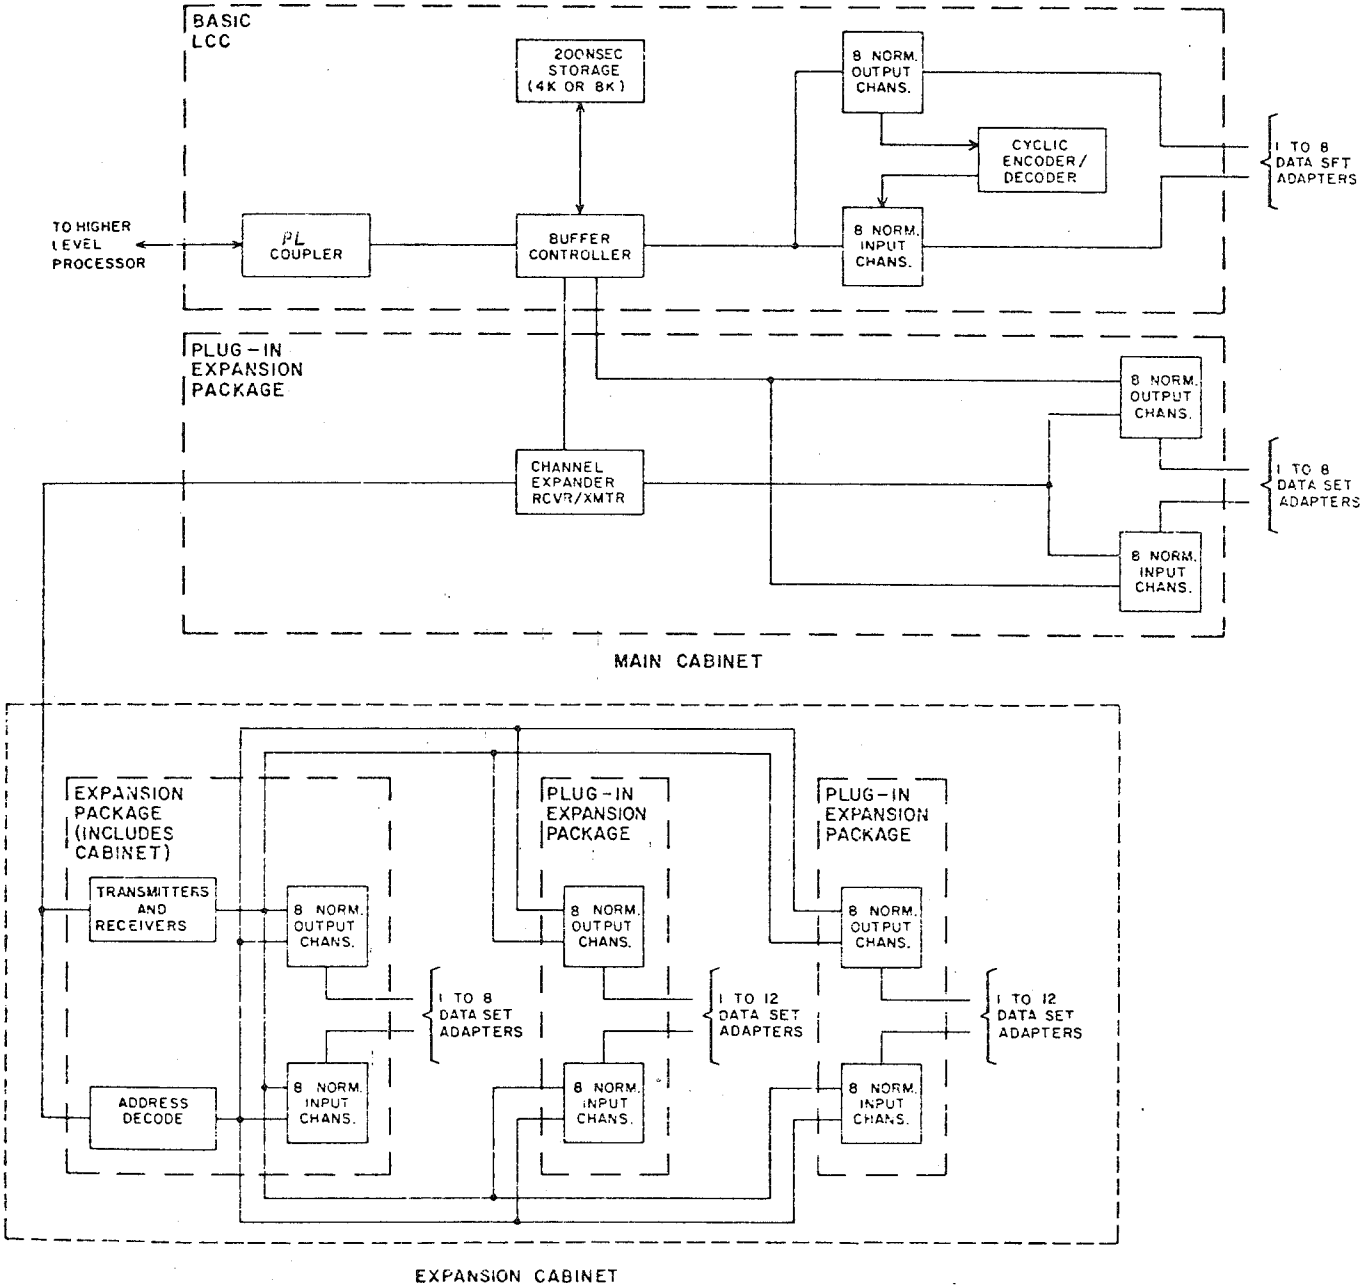 BASIC
LCC
200NSEC
STORAGE
(4K OR 8K)
8 NORM.
OUTPUT
CHANS.
CYCLIC
ENCODER/
DECODER
1 TO 8
DATA SET
ADAPTERS
TO HIGHER
LEVEL
PROCESSOR
PL
COUPLER
BUFFER
CONTROLLER
8 NORM.
INPUT
CHANS.
PLUG-IN
EXPANSION
PACKAGE
8 NORM.
OUTPUT
CHANS.
CHANNEL
EXPANDER
RCVR/XMTR
1 TO 8
DATA SET
ADAPTERS
8 NORM.
INPUT
CHANS.
MAIN CABINET
EXPANSION
PACKAGE
(INCLUDES
CABINET)
PLUG-IN
EXPANSION
PACKAGE
PLUG-IN
EXPANSION
PACKAGE
TRANSMITTERS
AND
RECEIVERS
8 NORM.
OUTPUT
CHANS.
8 NORM.
OUTPUT
CHANS.
8 NORM.
OUTPUT
CHANS.
1 TO 8
DATA SET
ADAPTERS
1 TO 12
DATA SET
ADAPTERS
1 TO 12
DATA SET
ADAPTERS
ADDRESS
DECODE
8 NORM.
INPUT
CHANS.
8 NORM.
INPUT
CHANS.
8 NORM.
INPUT
CHANS.
EXPANSION CABINET